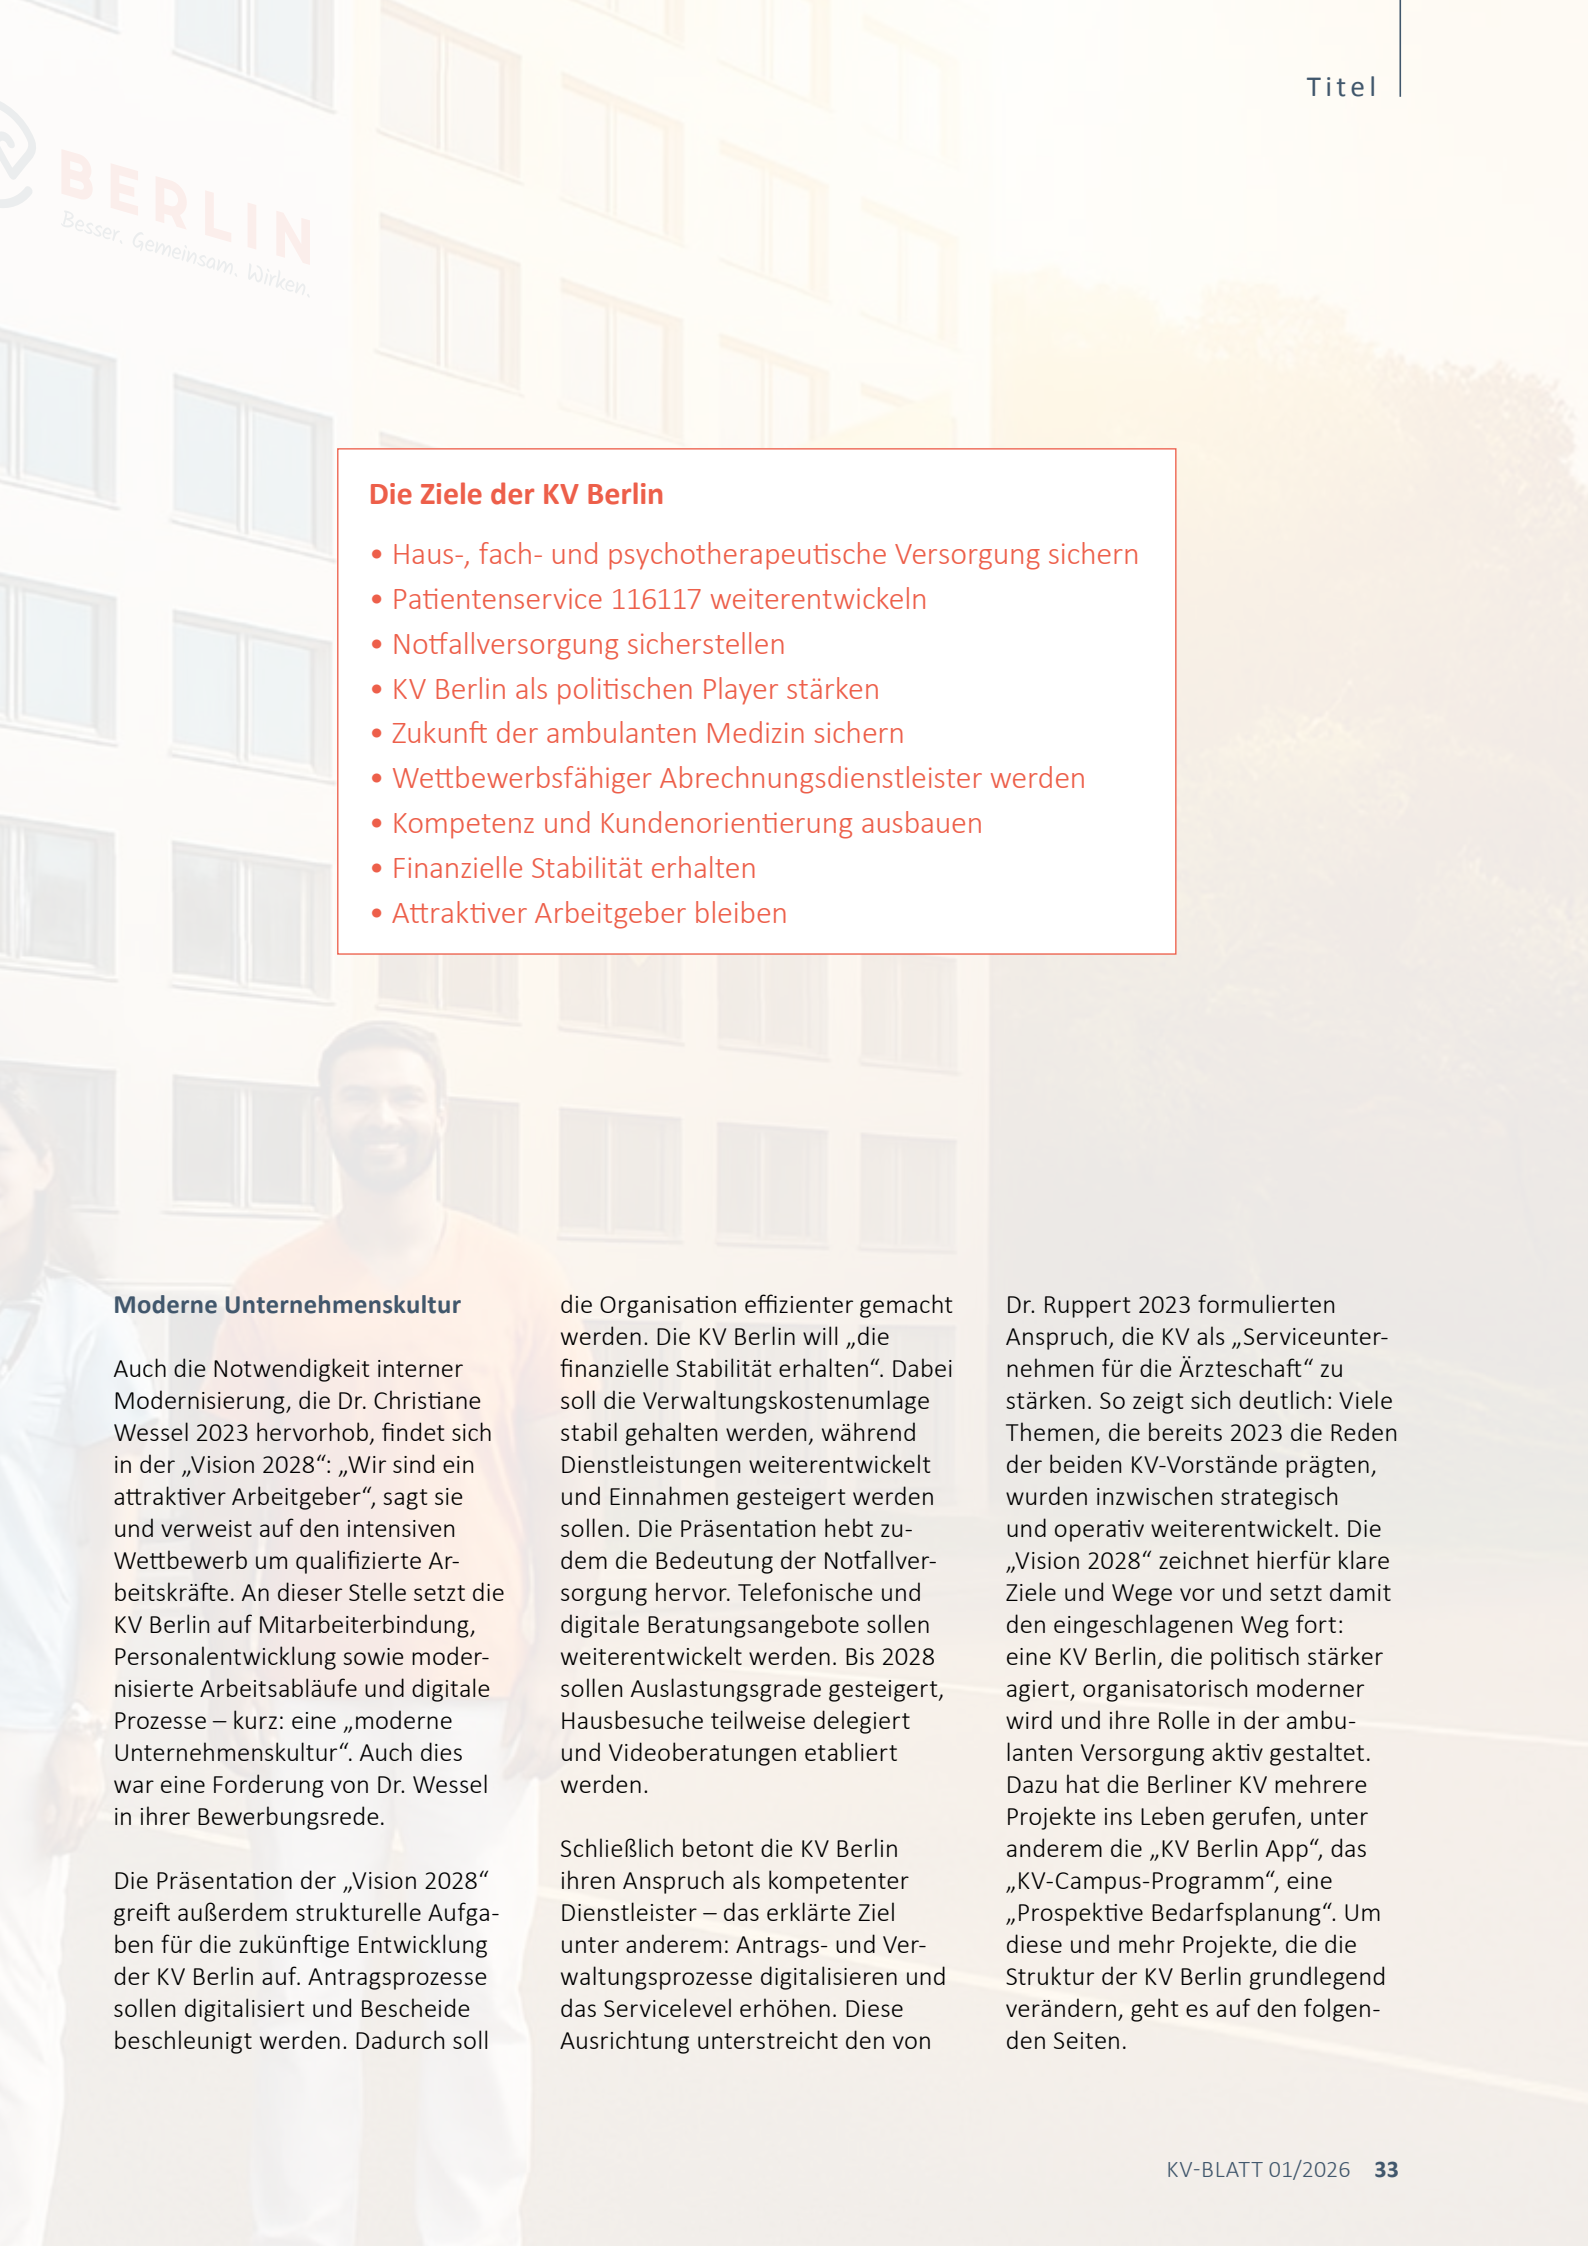 Titel
BERLIN
Besser. Gemeinsam. Wirken.
Die Ziele der KV Berlin
• Haus-, fach- und psychotherapeutische Versorgung sichern
• Patientenservice 116117 weiterentwickeln
• Notfallversorgung sicherstellen
• KV Berlin als politischen Player stärken
• Zukunft der ambulanten Medizin sichern
• Wettbewerbsfähiger Abrechnungsdienstleister werden
• Kompetenz und Kundenorientierung ausbauen
• Finanzielle Stabilität erhalten
• Attraktiver Arbeitgeber bleiben
Moderne Unternehmenskultur
Auch die Notwendigkeit interner
Modernisierung, die Dr. Christiane
Wessel 2023 hervorhob, findet sich
in der „Vision 2028“: „Wir sind ein
attraktiver Arbeitgeber“, sagt sie
und verweist auf den intensiven
Wettbewerb um qualifizierte Ar-
beitskräfte. An dieser Stelle setzt die
KV Berlin auf Mitarbeiterbindung,
Personalentwicklung sowie moder-
nisierte Arbeitsabläufe und digitale
Prozesse – kurz: eine „moderne
Unternehmenskultur“. Auch dies
war eine Forderung von Dr. Wessel
in ihrer Bewerbungsrede.
Die Präsentation der „Vision 2028“
greift außerdem strukturelle Aufga-
ben für die zukünftige Entwicklung
der KV Berlin auf. Antragsprozesse
sollen digitalisiert und Bescheide
beschleunigt werden. Dadurch soll
die Organisation effizienter gemacht
werden. Die KV Berlin will „die
finanzielle Stabilität erhalten“. Dabei
soll die Verwaltungskostenumlage
stabil gehalten werden, während
Dienstleistungen weiterentwickelt
und Einnahmen gesteigert werden
sollen. Die Präsentation hebt zu-
dem die Bedeutung der Notfallver-
sorgung hervor. Telefonische und
digitale Beratungsangebote sollen
weiterentwickelt werden. Bis 2028
sollen Auslastungsgrade gesteigert,
Hausbesuche teilweise delegiert
und Videoberatungen etabliert
werden.
Schließlich betont die KV Berlin
ihren Anspruch als kompetenter
Dienstleister – das erklärte Ziel
unter anderem: Antrags- und Ver-
waltungsprozesse digitalisieren und
das Servicelevel erhöhen. Diese
Ausrichtung unterstreicht den von
Dr. Ruppert 2023 formulierten
Anspruch, die KV als „Serviceunter-
nehmen für die Ärzteschaft“ zu
stärken. So zeigt sich deutlich: Viele
Themen, die bereits 2023 die Reden
der beiden KV-Vorstände prägten,
wurden inzwischen strategisch
und operativ weiterentwickelt. Die
„Vision 2028“ zeichnet hierfür klare
Ziele und Wege vor und setzt damit
den eingeschlagenen Weg fort:
eine KV Berlin, die politisch stärker
agiert, organisatorisch moderner
wird und ihre Rolle in der ambu-
lanten Versorgung aktiv gestaltet.
Dazu hat die Berliner KV mehrere
Projekte ins Leben gerufen, unter
anderem die „KV Berlin App“, das
„KV-Campus-Programm“, eine
„Prospektive Bedarfsplanung“. Um
diese und mehr Projekte, die die
Struktur der KV Berlin grundlegend
verändern, geht es auf den folgen-
den Seiten.
KV-BLATT 01/2026 33